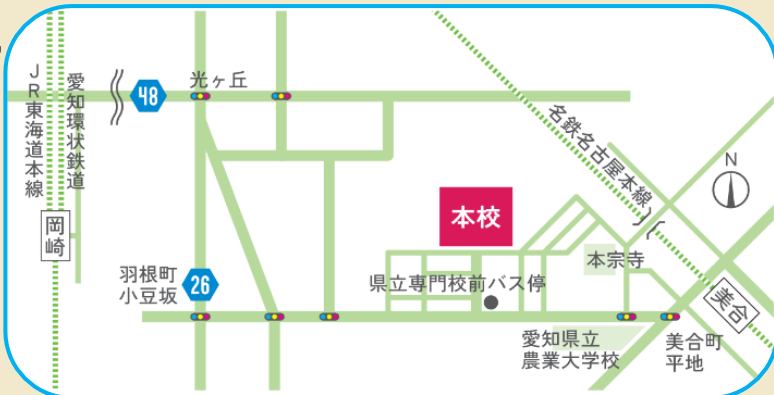 JR東海道本線
愛知環状鉄道
48
光ヶ丘
名鉄名古屋本線
N
岡崎
本校
本宗寺
羽根町
小豆坂
26
県立専門校前バス停
美合
愛知県立
農業大学校
美合町
平地